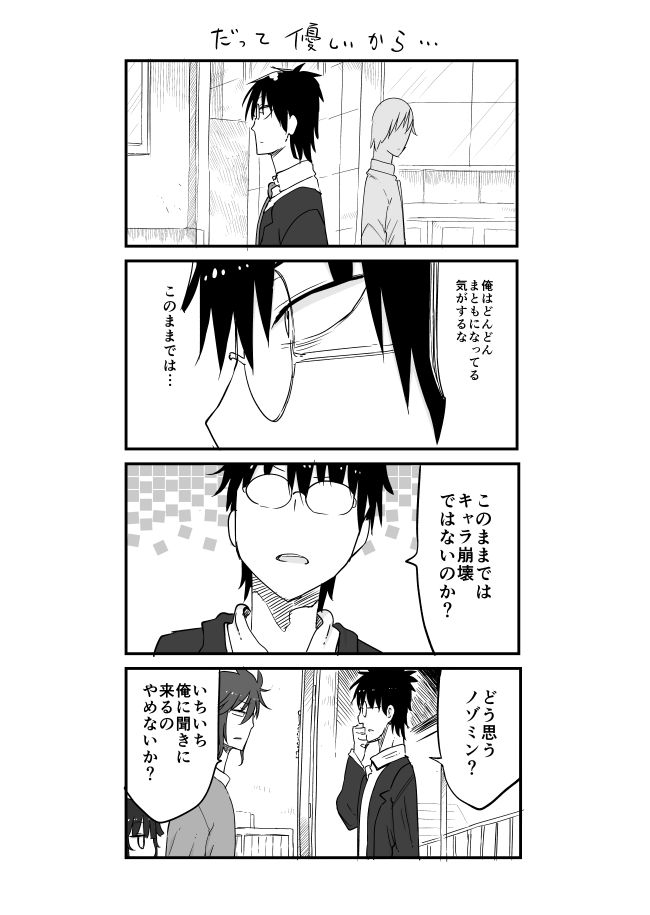 だって 優しいから…
俺はどんどん
まともになってる
気がするな
このままでは…
このままでは
キャラ崩壊
ではないのか？
どう思う
ノゾミン？
いちいち
俺に聞きに
来るの
やめないか？